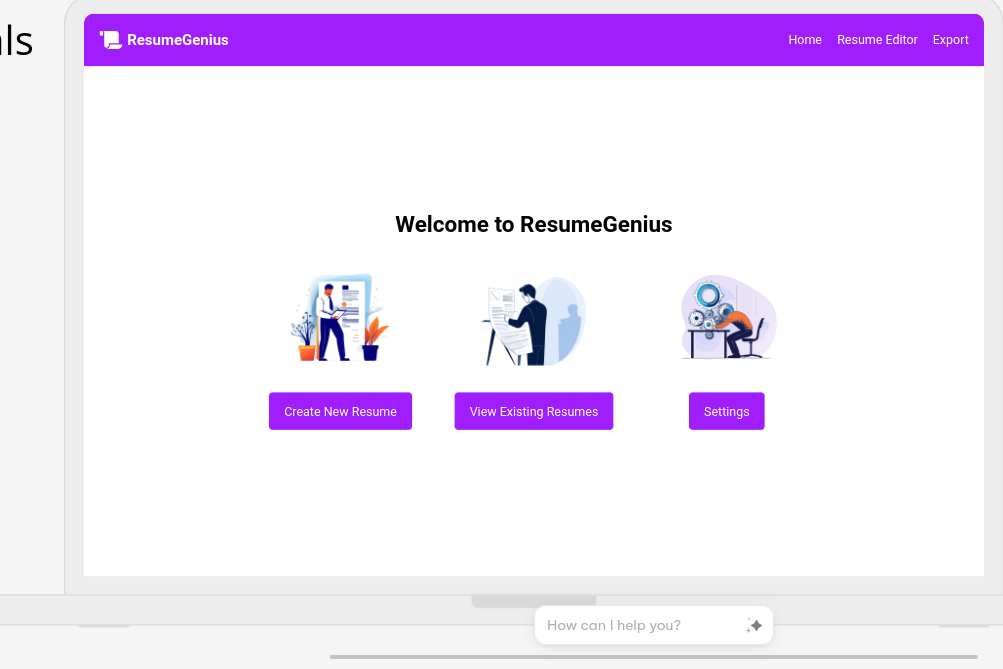 ls
ResumeGenius
Home Resume Editor Export
Welcome to ResumeGenius
Create New Resume View Existing Resumes Settings
How can I help you?